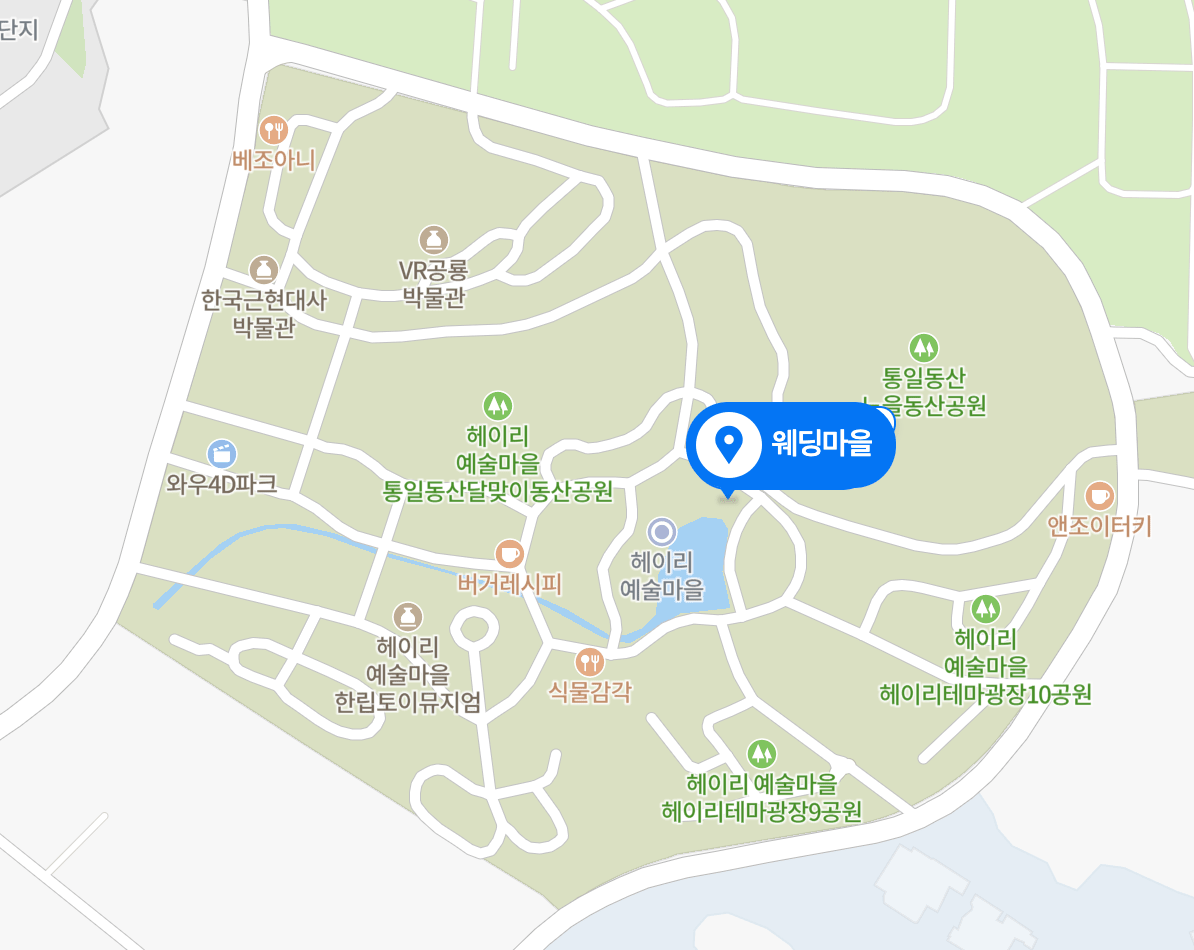 단지
베조아니
VR공룡
박물관
한국근현대사
박물관
통일동산
노을동산공원
헤이리
예술마을
통일동산달맞이동산공원
웨딩마을
와우4D파크
앤조이터키
헤이리
예술마을
버거레시피
헤이리
예술마을
한립토이뮤지엄
헤이리
예술마을
헤이리테마광장10공원
식물감각
헤이리 예술마을
헤이리테마광장9공원